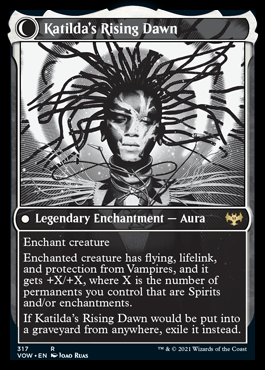 Katilda's Rising Dawn
Legendary Enchantment — Aura
Enchant creature
Enchanted creature has flying, lifelink,
and protection from Vampires, and it
gets +X/+X, where X is the number of
permanents you control that are Spirits
and/or enchantments.
If Katilda's Rising Dawn would be put
into a graveyard from anywhere, exile it instead.
317 R
VOW • EN Joao Ruas ™ & © 2021 Wizards of the Coast